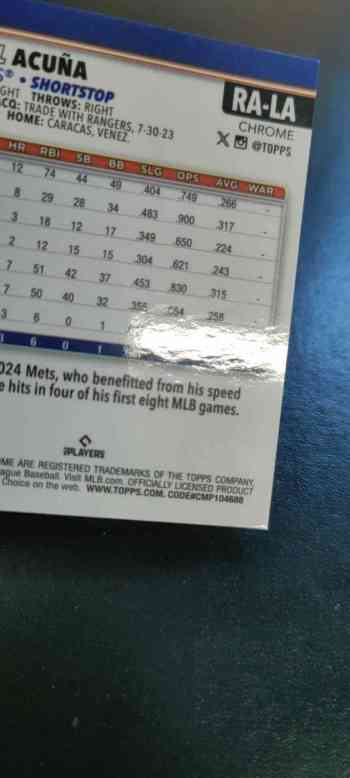 ACUÑA
® • SHORTSTOP
RA-LA
THROWS: RIGHT
TRADE WITH RANGERS, 7-30-23
HOME: CARACAS, VENEZ.
CHROME
@TOPPS
HR RBI SB BB SLG OPS AVG WAR
12 74 44 49 .404 .749 .266 -
8 29 28 34 .483 .900 .317 -
3 18 12 17 .349 .650 .224 -
2 12 15 15 .304 .621 .243 -
7 51 42 37 .453 .830 .315 -
7 50 40 32 .258 -
3 6 0 1
6 0 1
024 Mets, who benefitted from his speed
hits in four of his first eight MLB games.
PLAYERS
ME ARE REGISTERED TRADEMARKS OF THE TOPPS COMPANY,
ague Baseball. Visit MLB.com. OFFICIALLY LICENSED PRODUCT
Choice on the web. WWW.TOPPS.COM. CODE#CMP104688